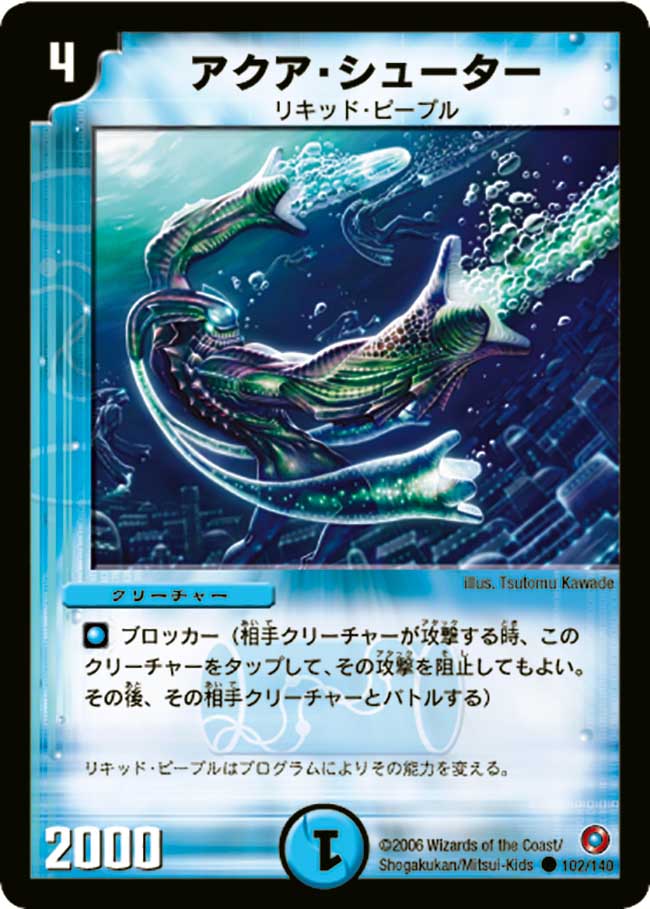 4
アクア・シューター
リキッド・ピープル
illus. Tsutomu Kawade
クリーチャー
ブロッカー（相手クリーチャーが攻撃する時、この
クリーチャーをタップして、その攻撃を阻止してもよい。
その後、その相手クリーチャーとバトルする）
リキッド・ピープルはプログラムによりその能力を変える。
2000
1
©2006 Wizards of the Coast/
Shogakukan/Mitsui-Kids ● 102/140